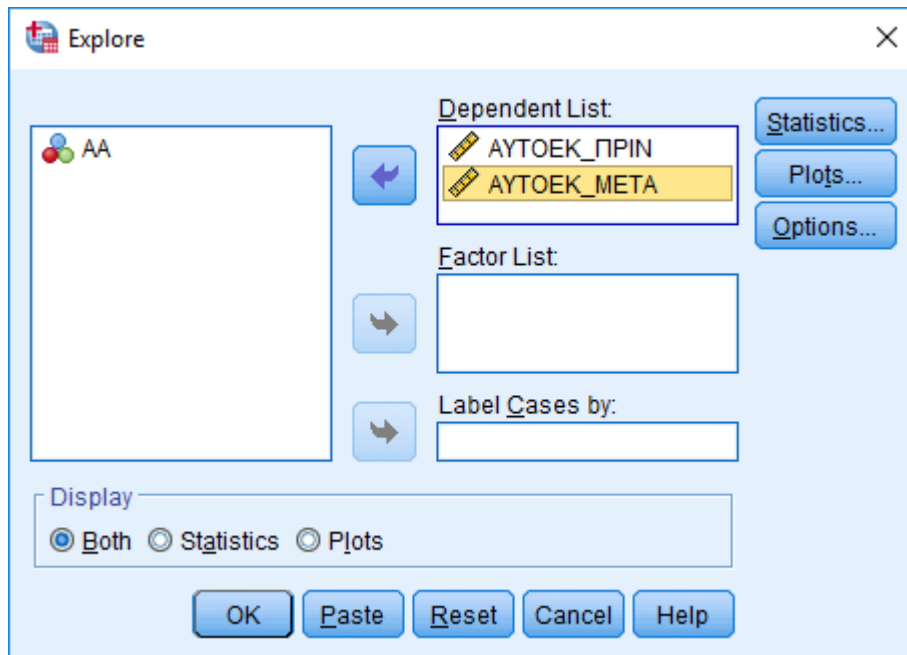 Explore
Dependent List:
AA
ΑΥΤΟΕΚ_ΠΡΙΝ
ΑΥΤΟΕΚ_ΜΕΤΑ
Statistics...
Plots...
Options...
Factor List:
Label Cases by:
Display
Both Statistics Plots
OK Paste Reset Cancel Help